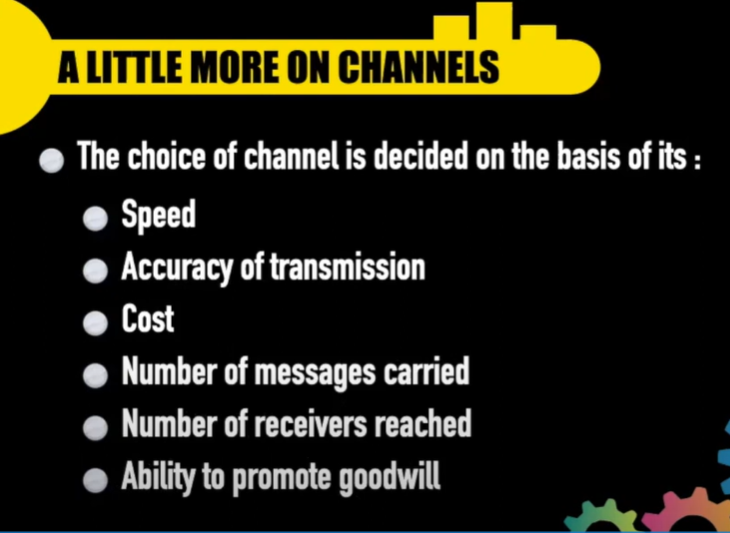 A LITTLE MORE ON CHANNELS
The choice of channel is decided on the basis of its :
Speed
Accuracy of transmission
Cost
Number of messages carried
Number of receivers reached
Ability to promote goodwill